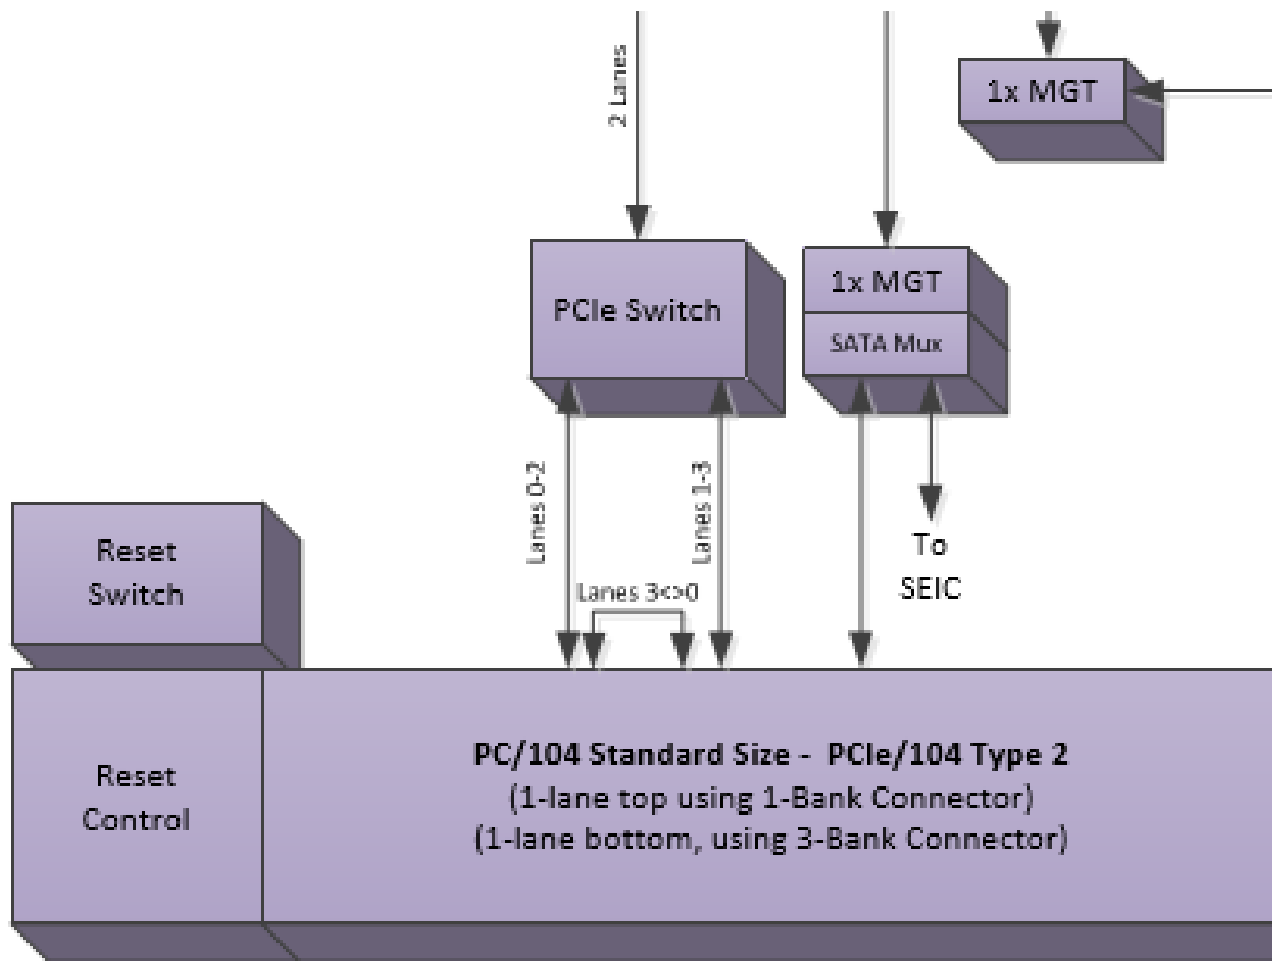 2 Lanes
1x MGT
PCIe Switch
1x MGT
SATA Mux
Lanes 0-2
Lanes 1-3
Lanes 3<>0
To
SEIC
Reset
Switch
Reset
Control
PC/104 Standard Size - PCIe/104 Type 2
(1-lane top using 1-Bank Connector)
(1-lane bottom, using 3-Bank Connector)